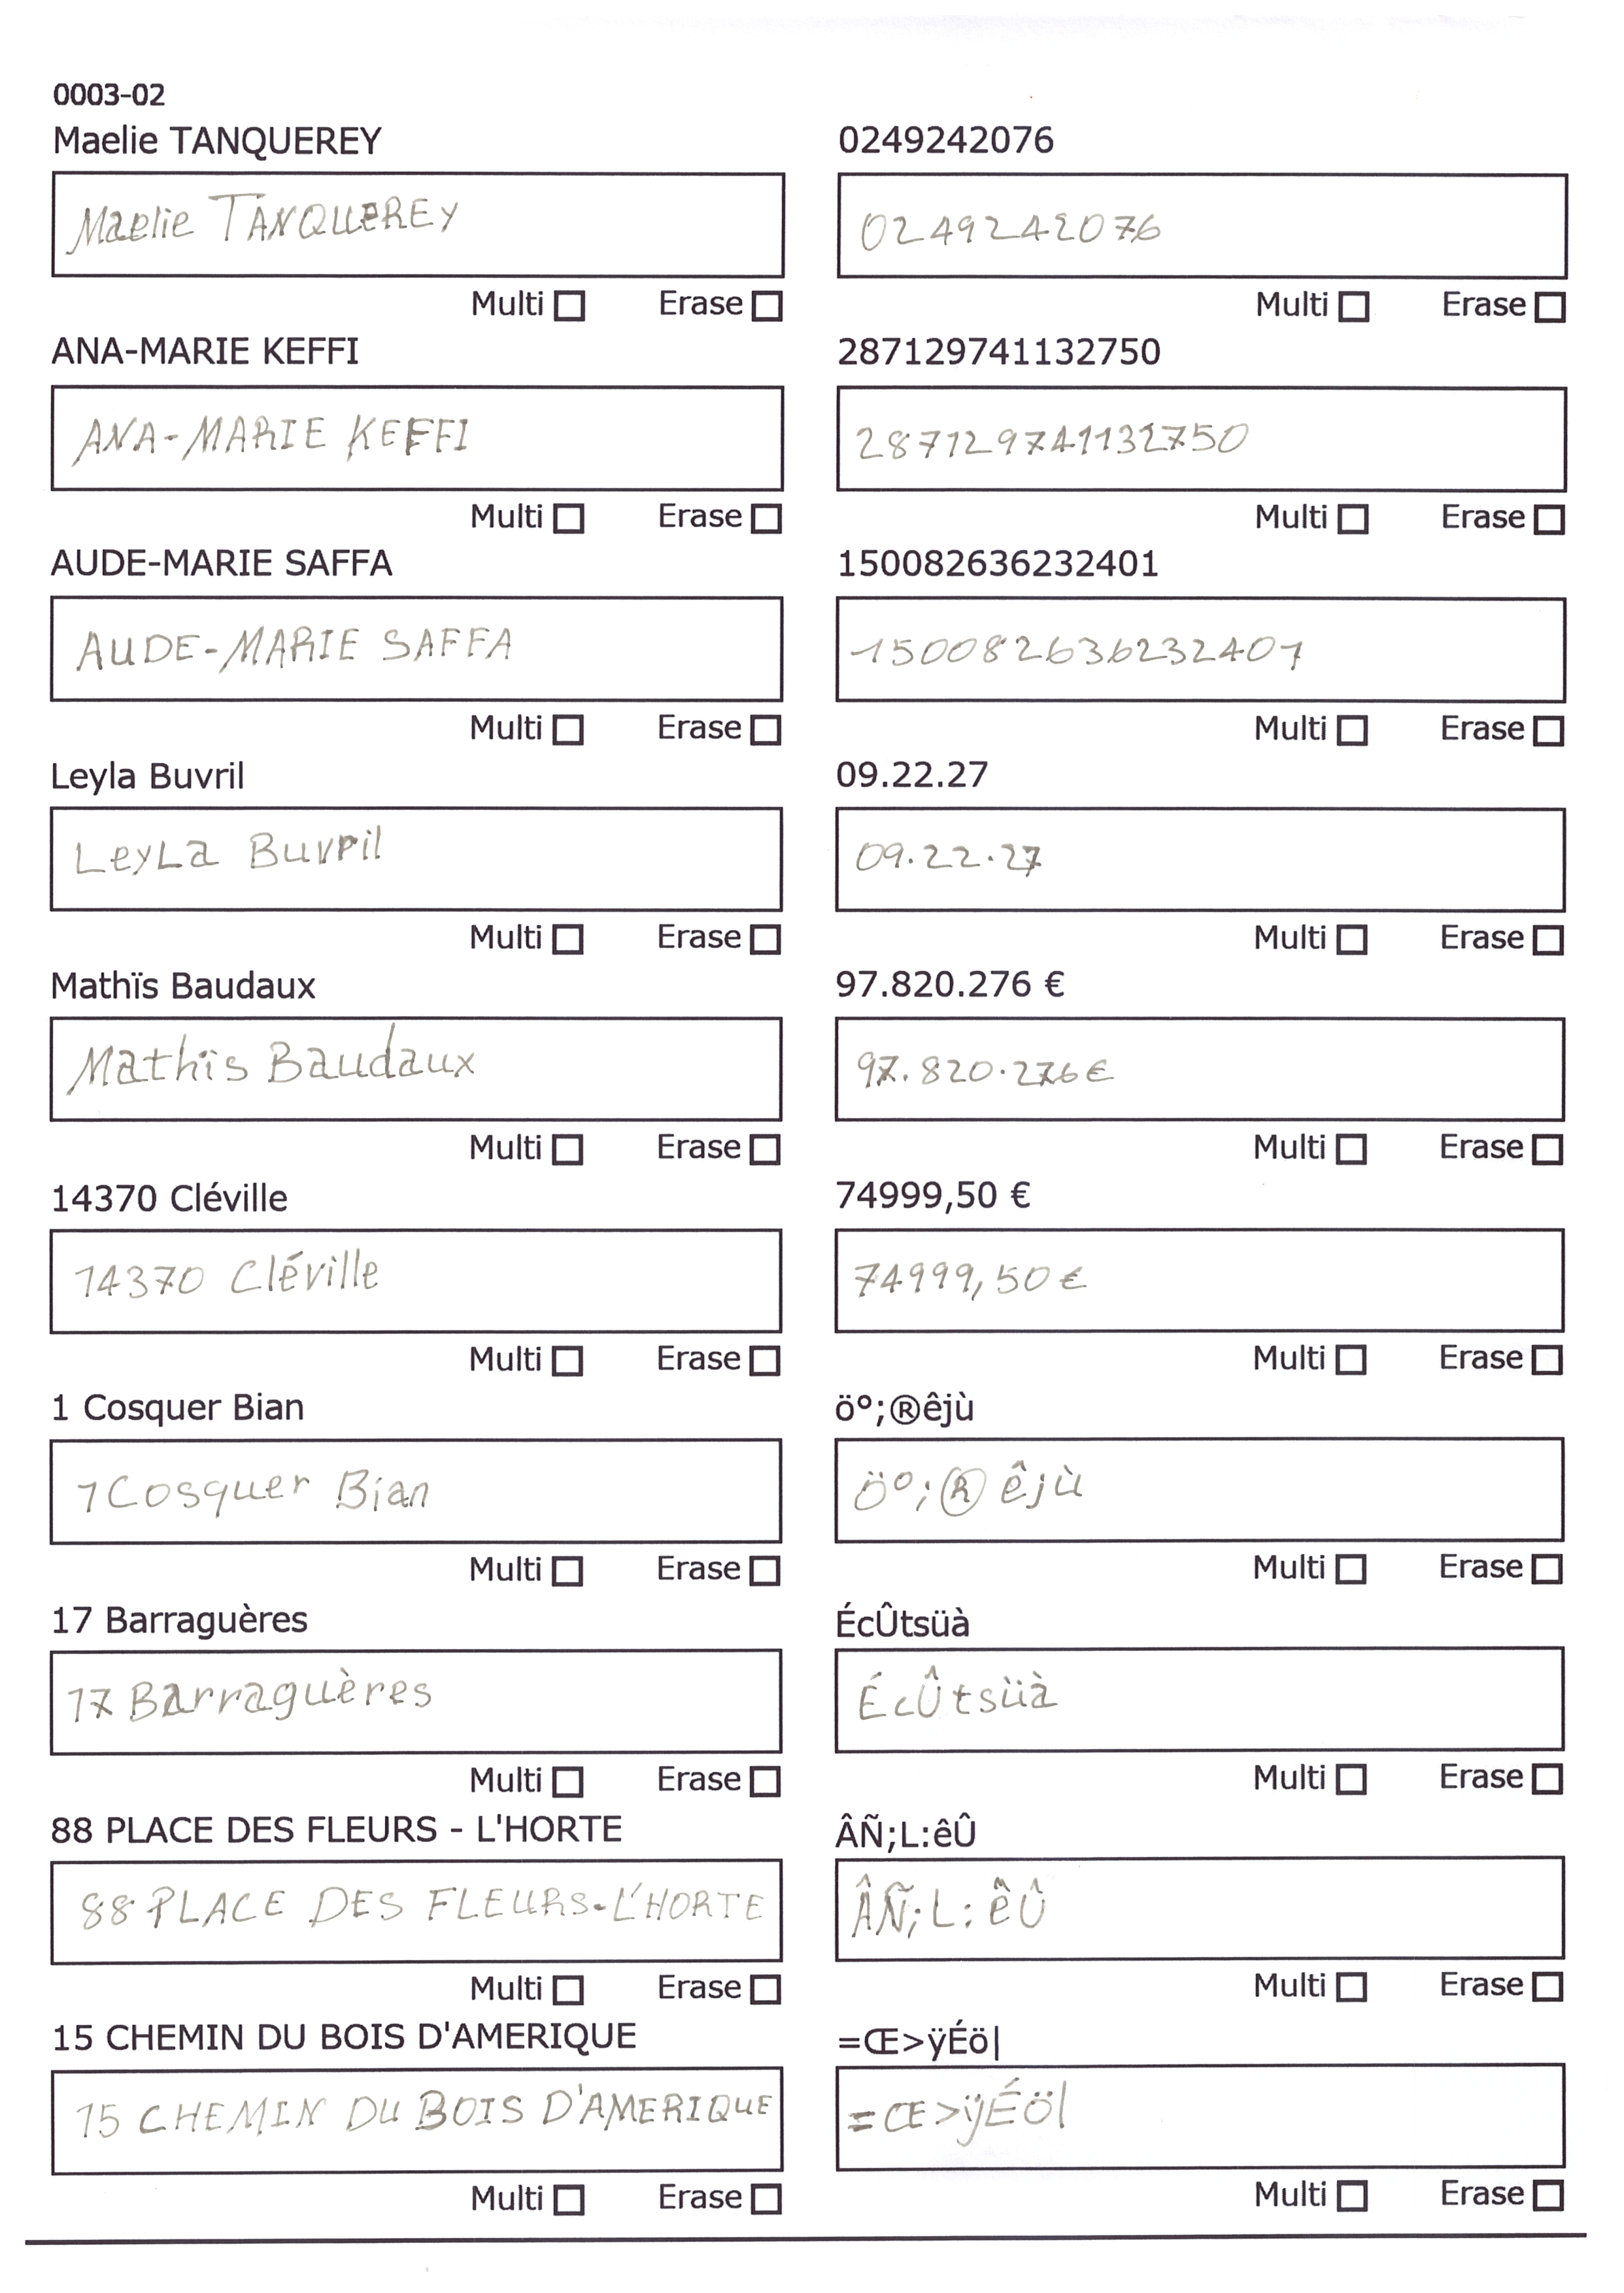 0003-02
Maelie TANQUEREY
0249242076
Maelie TANQUEREY
0249242076
Multi Erase
Multi Erase
ANA-MARIE KEFFI
287129741132750
ANA-MARIE KEFFI
287129741132750
Multi Erase
Multi Erase
AUDE-MARIE SAFFA
150082636232401
AUDE-MARIE SAFFA
150082636232401
Multi Erase
Multi Erase
Leyla Buvril
09.22.27
LeyLa Buvril
09.22.27
Multi Erase
Multi Erase
Mathïs Baudaux
97.820.276 €
Mathïs Baudaux
97.820.276€
Multi Erase
Multi Erase
14370 Cléville
74999,50 €
14370 Cléville
74999,50€
Multi Erase
Multi Erase
1 Cosquer Bian
ö°;®êjù
1 Cosquer Bian
ö°;® êjù
Multi Erase
Multi Erase
17 Barraguères
ÉcÛtsüà
17 Barraguères
ÉcÛtsüà
Multi Erase
Multi Erase
88 PLACE DES FLEURS - L'HORTE
ÂÑ;L:êÛ
88 PLACE DES FLEURS-L'HORTE
ÂÑ;L:êÛ
Multi Erase
Multi Erase
15 CHEMIN DU BOIS D'AMERIQUE
=Œ>ÿÉö|
15 CHEMIN DU BOIS D'AMERIQUE
=Œ>ÿÉö|
Multi Erase
Multi Erase